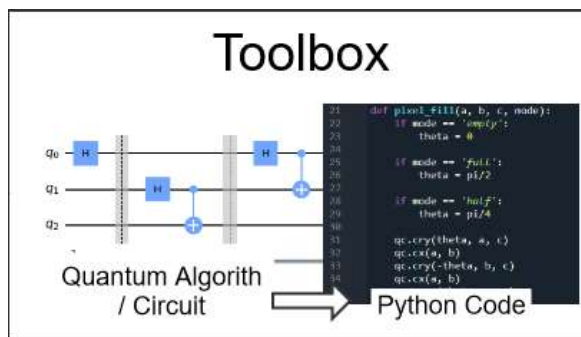 Toolbox
q0
H
H
q1
H
q2
21 def pixel_fill(a, b, c, mode):
22 if mode == 'empty':
23 theta = 0
24
25 if mode == 'full':
26 theta = pi/2
27
28 if mode == 'half':
29 theta = pi/4
30
31 qc.cry(theta, a, c)
32 qc.cx(a, b)
33 qc.cry(-theta, b, c)
34 qc.cx(a, b)
Quantum Algorith
/ Circuit
Python Code